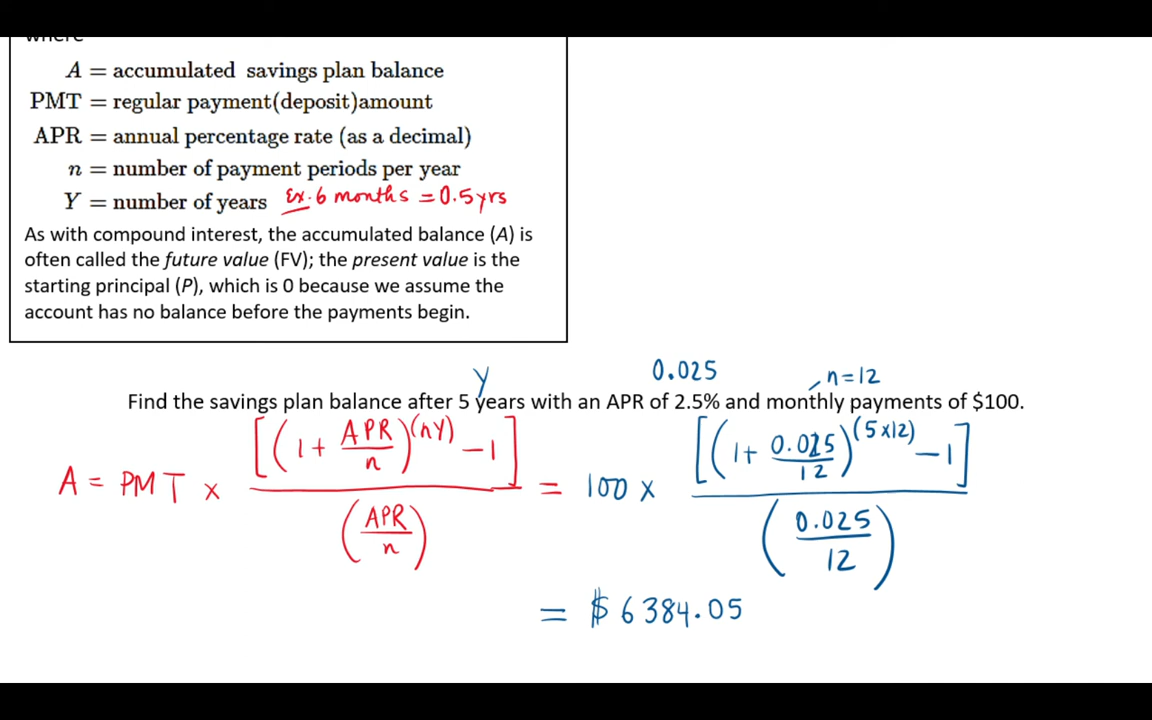 where
A = accumulated savings plan balance
PMT = regular payment(deposit)amount
APR = annual percentage rate (as a decimal)
n = number of payment periods per year
Y = number of years Ex. 6 months = 0.5yrs
As with compound interest, the accumulated balance (A) is
often called the future value (FV); the present value is the
starting principal (P), which is 0 because we assume the
account has no balance before the payments begin.
Y 0.025 n=12
Find the savings plan balance after 5 years with an APR of 2.5% and monthly payments of $100.
A = PMT × [(1 + APR/n)^(nY) − 1] / (APR/n) = 100 × [(1 + 0.025/12)^(5×12) − 1] / (0.025/12)
= $6384.05